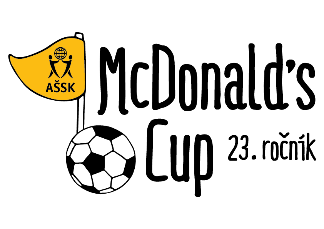 AŠSK
McDonald's
Cup 23. ročník